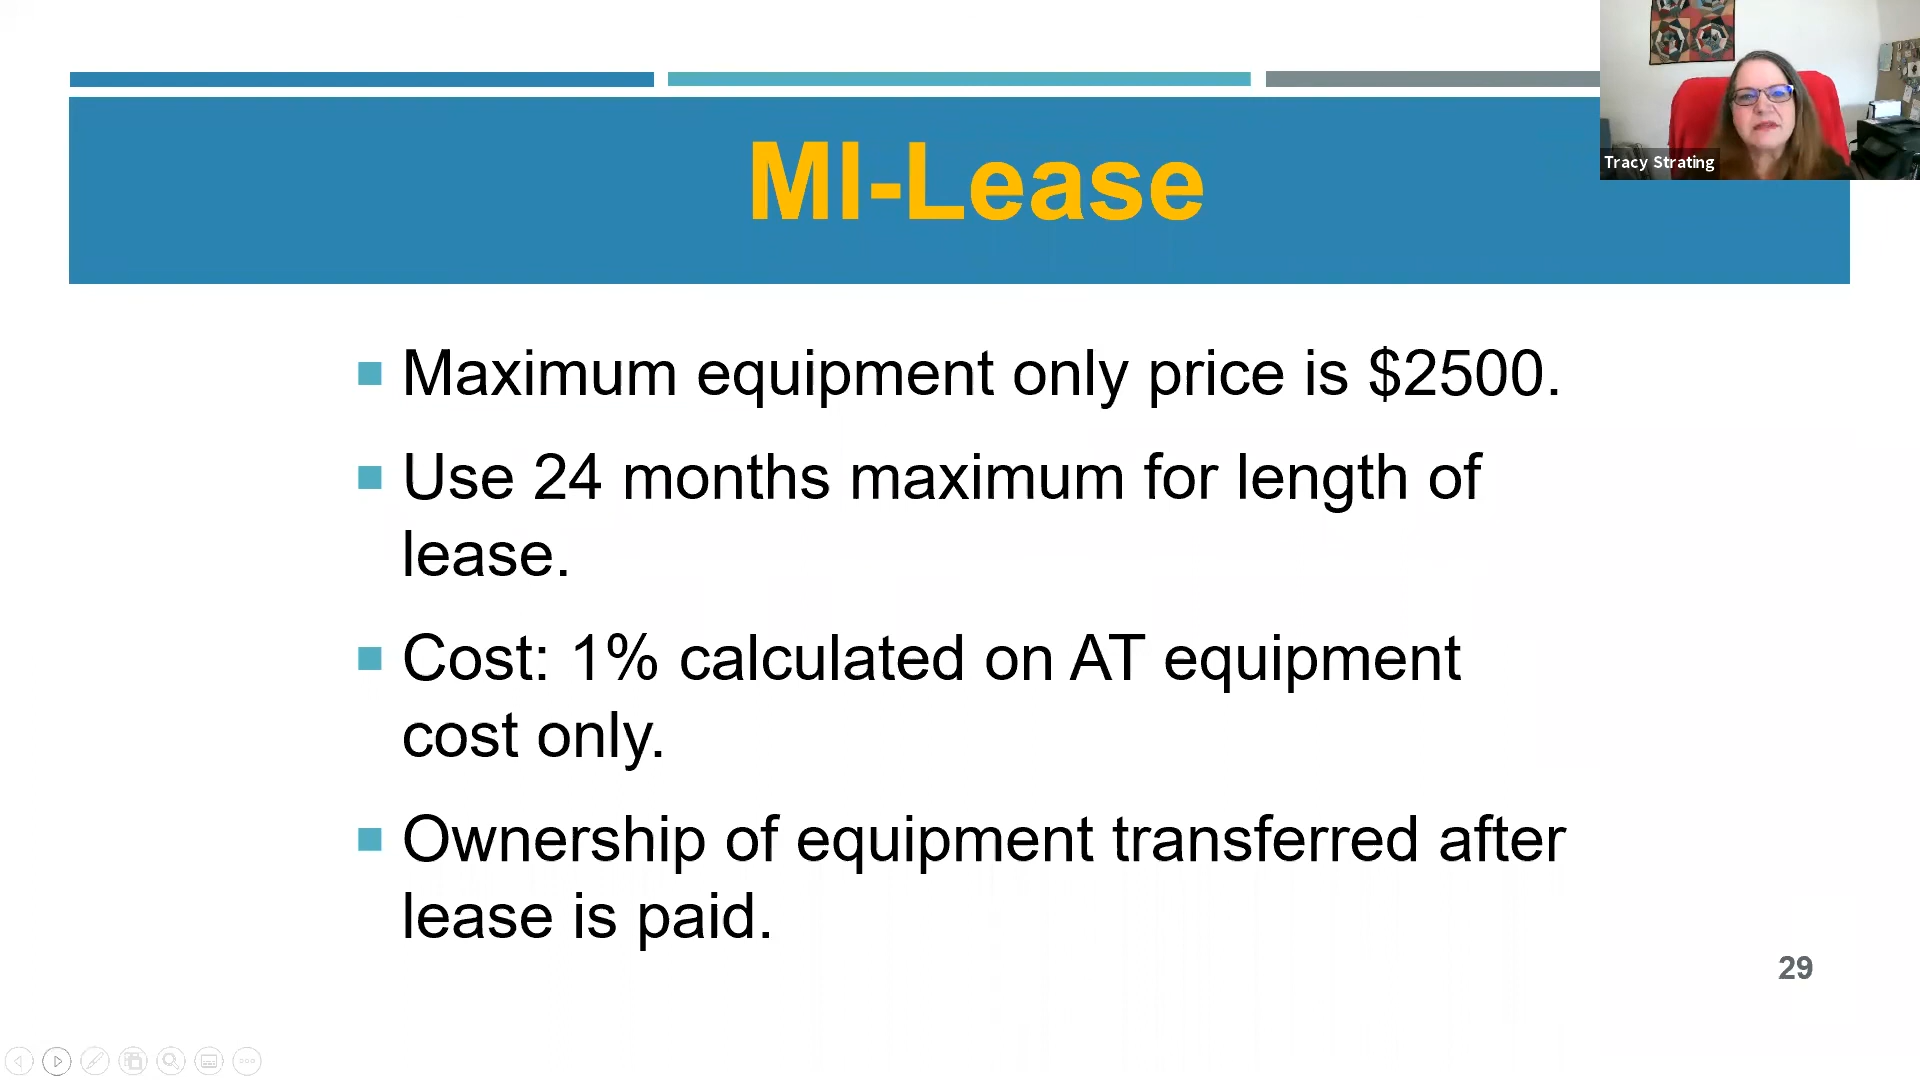 MI-Lease
Tracy Strating
Maximum equipment only price is $2500.
Use 24 months maximum for length of
lease.
Cost: 1% calculated on AT equipment
cost only.
Ownership of equipment transferred after
lease is paid.
29